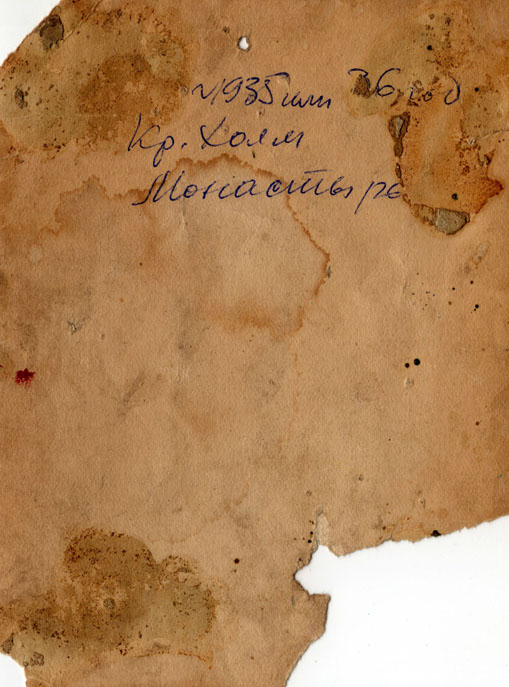 ~1935 или 36 год
Кр. Холм
Монастырь